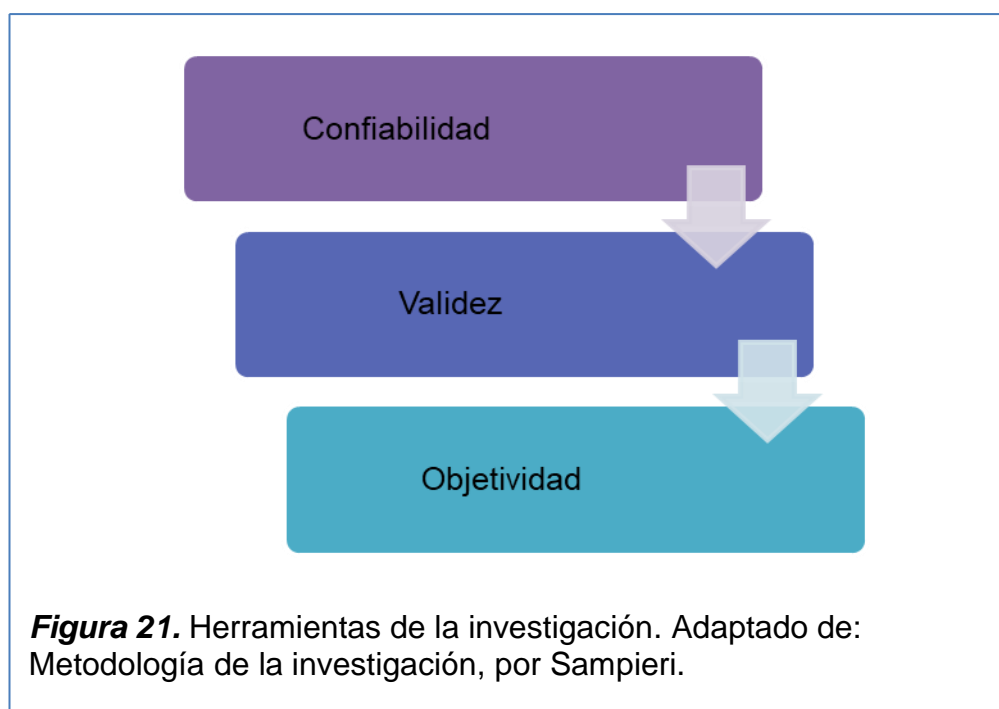 Confiabilidad
Validez
Objetividad
Figura 21. Herramientas de la investigación. Adaptado de:
Metodología de la investigación, por Sampieri.